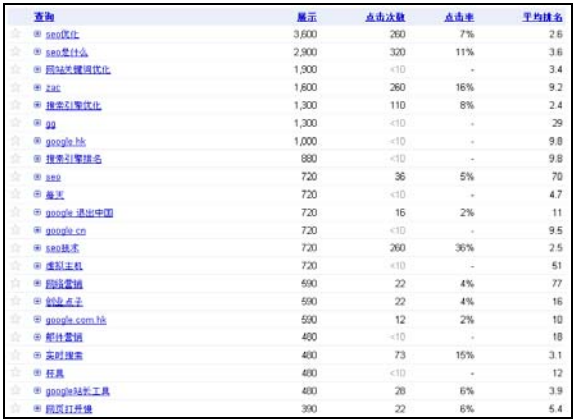 查询 展示 点击次数 点击率 平均排名
seo优化 3,600 260 7% 2.6
seo是什么 2,900 320 11% 3.6
网站关键词优化 1,900 <10 - 3.4
zac 1,600 260 16% 9.2
搜索引擎优化 1,300 110 8% 2.4
gg 1,300 <10 - 29
google.hk 1,000 <10 - 9.8
搜索引擎排名 880 <10 - 9.8
seo 720 36 5% 70
每天 720 <10 - 4.7
google 退出中国 720 16 2% 11
google cn 720 <10 - 9.5
seo技术 720 260 36% 2.5
虚拟主机 720 <10 - 51
网络营销 590 22 4% 77
创业点子 590 22 4% 16
google.com.hk 590 12 2% 10
邮件营销 480 <10 - 18
实时搜索 480 73 15% 3.1
480 <10 - 12
google站长工具 480 28 6% 3.9
网页打开慢 390 22 6% 5.4